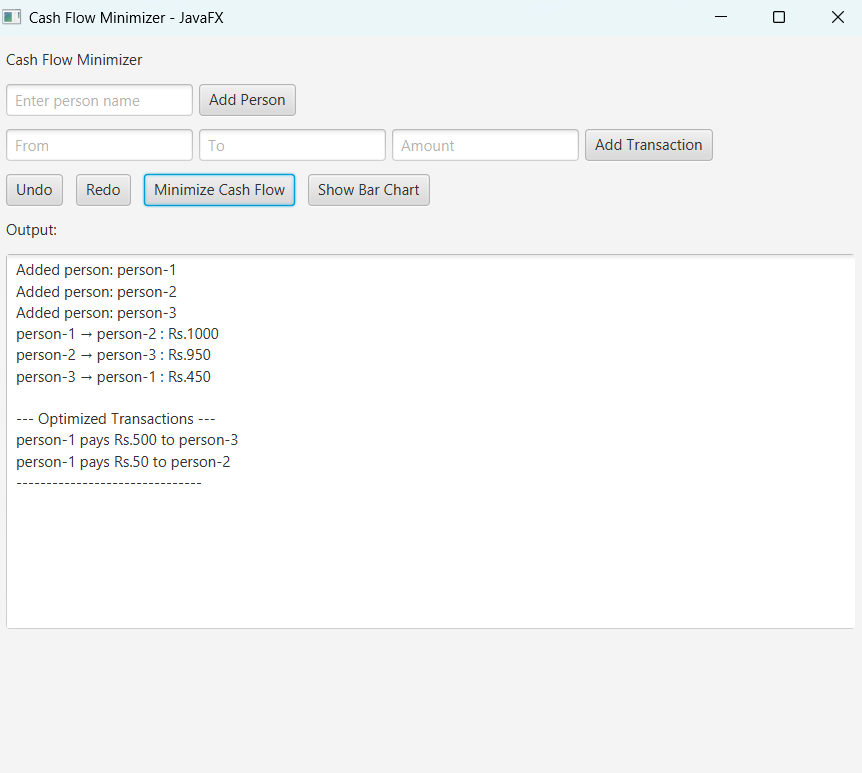 Cash Flow Minimizer - JavaFX
Cash Flow Minimizer
Enter person name Add Person
From To Amount Add Transaction
Undo Redo Minimize Cash Flow Show Bar Chart
Output:
Added person: person-1
Added person: person-2
Added person: person-3
person-1 → person-2 : Rs.1000
person-2 → person-3 : Rs.950
person-3 → person-1 : Rs.450
--- Optimized Transactions ---
person-1 pays Rs.500 to person-3
person-1 pays Rs.50 to person-2
-------------------------------